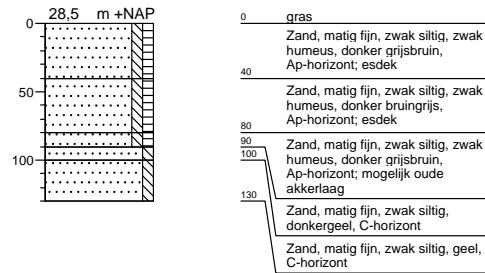 28,5 m +NAP
0
50
100
0 gras
Zand, matig fijn, zwak siltig, zwak
humeus, donker grijsbruin,
Ap-horizont; esdek
40
Zand, matig fijn, zwak siltig, zwak
humeus, donker bruingrijs,
Ap-horizont; esdek
80
Zand, matig fijn, zwak siltig, zwak
humeus, donker grijsbruin,
Ap-horizont; mogelijk oude
akkerlaag
90
Zand, matig fijn, zwak siltig,
donkergeel, C-horizont
100
Zand, matig fijn, zwak siltig, geel,
C-horizont
130